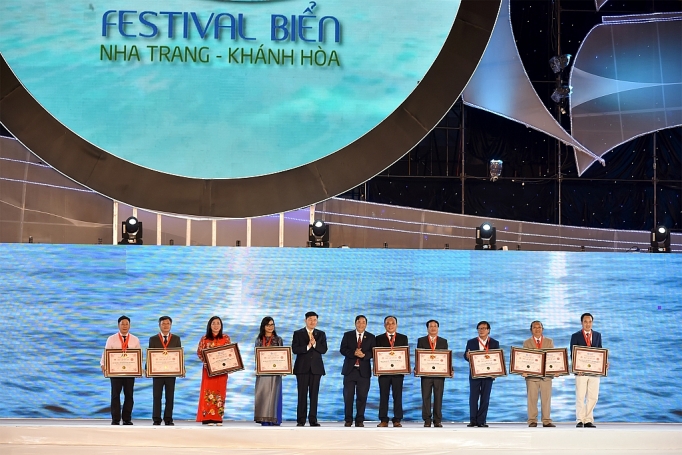 FESTIVAL BIỂN
NHA TRANG - KHÁNH HÒA